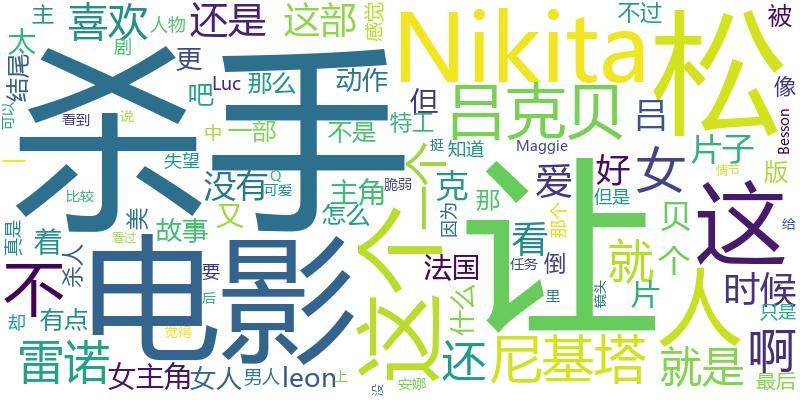 主 喜欢 人物 还是 这部 感觉 不过 被
太 剧 更 Nikita 松 像
结尾 杀手 Luc 那么 动作 但 吕克贝 吕
吧 Besson
可以 看到 说 中 一部 不是 特工 片子
一 失望 Q 挺 知道 Maggie 版 情节
没有 可爱 脆弱 主角 一个 克 因为 爱 好 女
比较 美 又 怎么 那 让 但是 这
真是 着 看过 故事 这个 看 那个 贝 给
杀人 电影 法国 倒 就 个
不 要 任务 人 时候
却 有点 后 什么 里 镜头 片 只是
觉得 还 尼基塔 就是 啊
雷诺 女主角 女人 男人 leon 上 没 安娜 最后